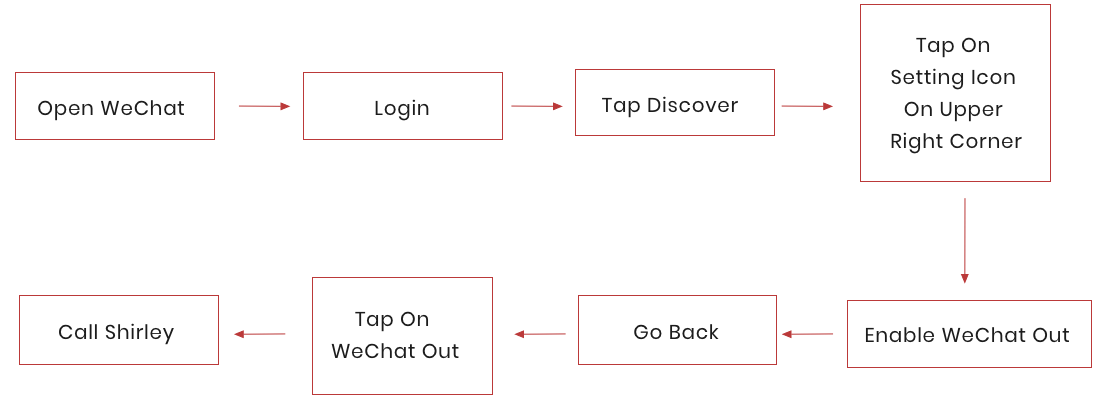 Open WeChat
Login
Tap Discover
Tap On
Setting Icon
On Upper
Right Corner
Enable WeChat Out
Go Back
Tap On
WeChat Out
Call Shirley